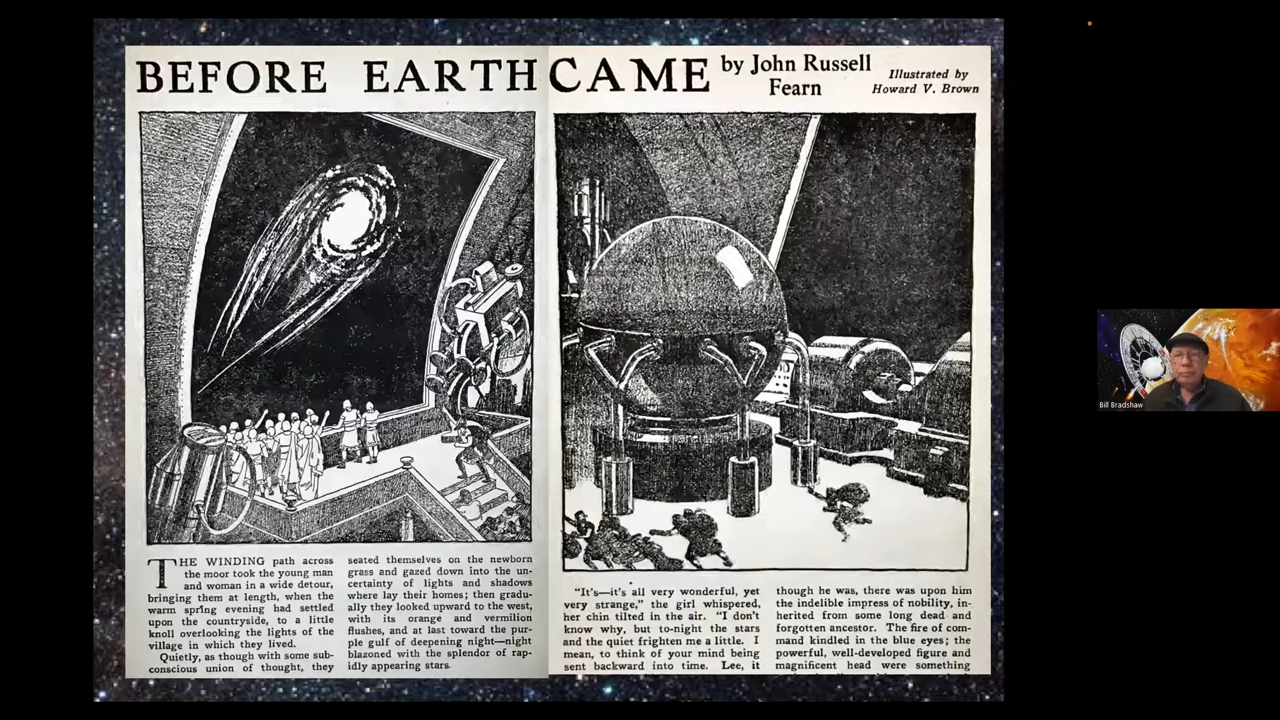 BEFORE EARTH CAME
by John Russell
Fearn
Illustrated by
Howard V. Brown
THE WINDING path across
the moor took the young man
and woman in a wide detour,
bringing them at length, when the
warm spring evening had settled
upon the countryside, to a little
knoll overlooking the lights of the
village in which they lived.
Quietly, as though with some sub-
conscious union of thought, they
seated themselves on the newborn
grass and gazed down into the un-
certainty of lights and shadows
where lay their homes; then gradu-
ally they looked upward to the west,
with its orange and vermilion
flushes, and at last toward the pur-
ple gulf of deepening night—night
blazoned with the splendor of rap-
idly appearing stars.
"It's—it's all very wonderful, yet
very strange," the girl whispered,
her chin tilted in the air. "I don't
know why, but to-night the stars
and the quiet frighten me a little. I
mean, to think of your mind being
sent backward into time. Lee, it
though he was, there was upon him
the indelible impress of nobility, in-
herited from some long dead and
forgotten ancestor. The fire of com-
mand kindled in the blue eyes; the
powerful, well-developed figure and
magnificent head were something
Bill Bradshaw